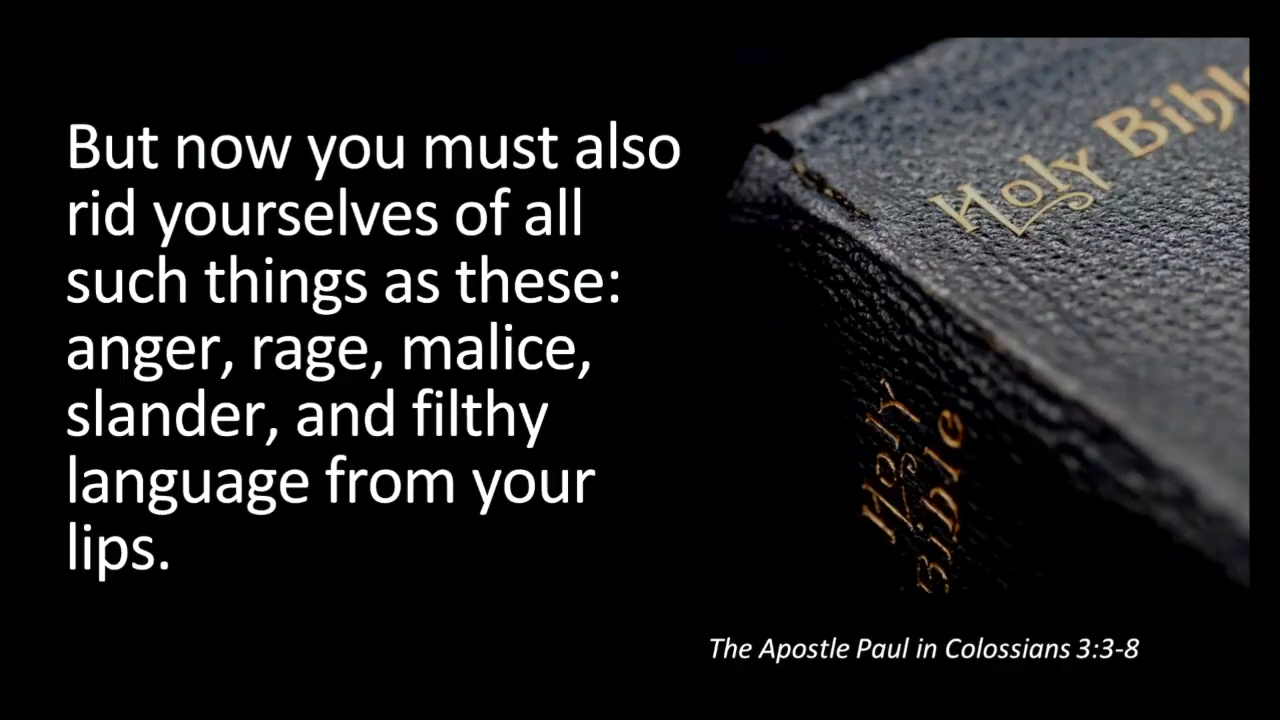 But now you must also
rid yourselves of all
such things as these:
anger, rage, malice,
slander, and filthy
language from your
lips.
Holy Bible
Holy
Bible
The Apostle Paul in Colossians 3:3-8